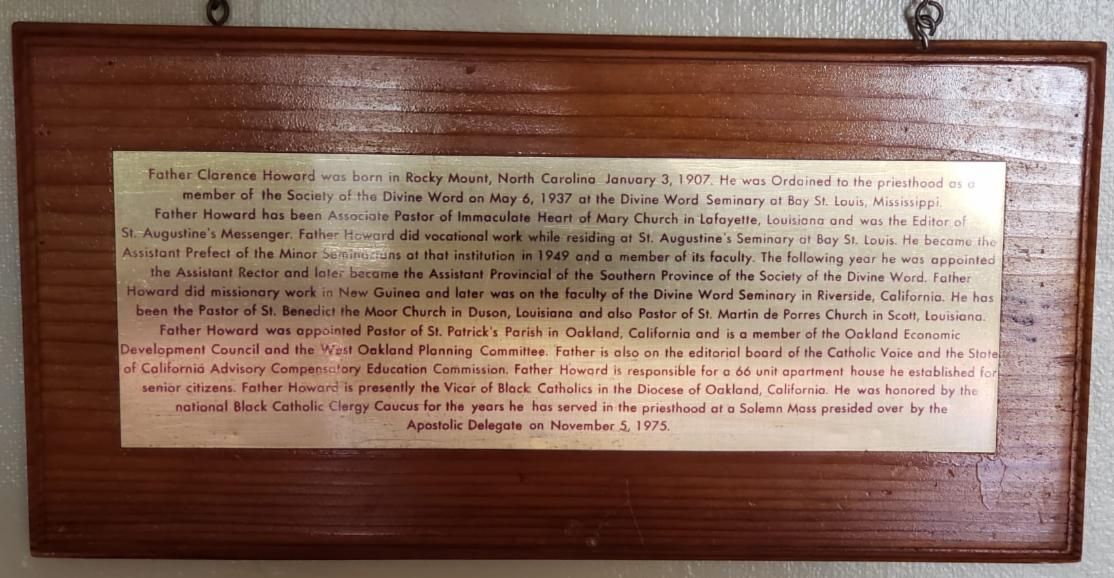 Father Clarence Howard was born in Rocky Mount, North Carolina January 3, 1907. He was Ordained to the priesthood as a
member of the Society of the Divine Word on May 6, 1937 at the Divine Word Seminary at Bay St. Louis, Mississippi.
Father Howard has been Associate Pastor of Immaculate Heart of Mary Church in Lafayette, Louisiana and was the Editor of
St. Augustine's Messenger. Father Howard did vocational work while residing at St. Augustine's Seminary at Bay St. Louis. He became the
Assistant Prefect of the Minor Seminarians at that institution in 1949 and a member of its faculty. The following year he was appointed
the Assistant Rector and later became the Assistant Provincial of the Southern Province of the Society of the Divine Word. Father
Howard did missionary work in New Guinea and later was on the faculty of the Divine Word Seminary in Riverside, California. He has
been the Pastor of St. Benedict the Moor Church in Duson, Louisiana and also Pastor of St. Martin de Porres Church in Scott, Louisiana.
Father Howard was appointed Pastor of St. Patrick's Parish in Oakland, California and is a member of the Oakland Economic
Development Council and the West Oakland Planning Committee. Father is also on the editorial board of the Catholic Voice and the State
of California Advisory Compensatory Education Commission. Father Howard is responsible for a 66 unit apartment house he established for
senior citizens. Father Howard is presently the Vicar of Black Catholics in the Diocese of Oakland, California. He was honored by the
national Black Catholic Clergy Caucus for the years he has served in the priesthood at a Solemn Mass presided over by the
Apostolic Delegate on November 5, 1975.